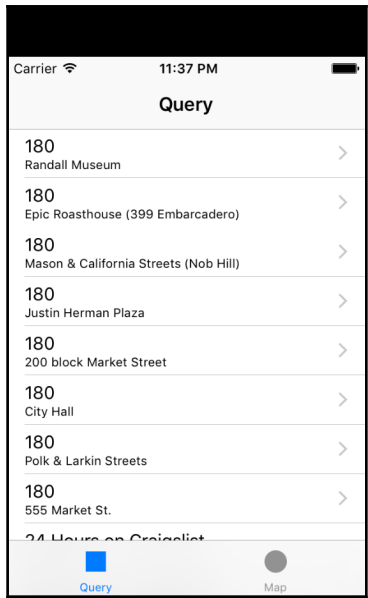 Carrier 11:37 PM
Query
180
Randall Museum
180
Epic Roasthouse (399 Embarcadero)
180
Mason & California Streets (Nob Hill)
180
Justin Herman Plaza
180
200 block Market Street
180
City Hall
180
Polk & Larkin Streets
180
555 Market St.
24 Hours on Craigslist
Query Map